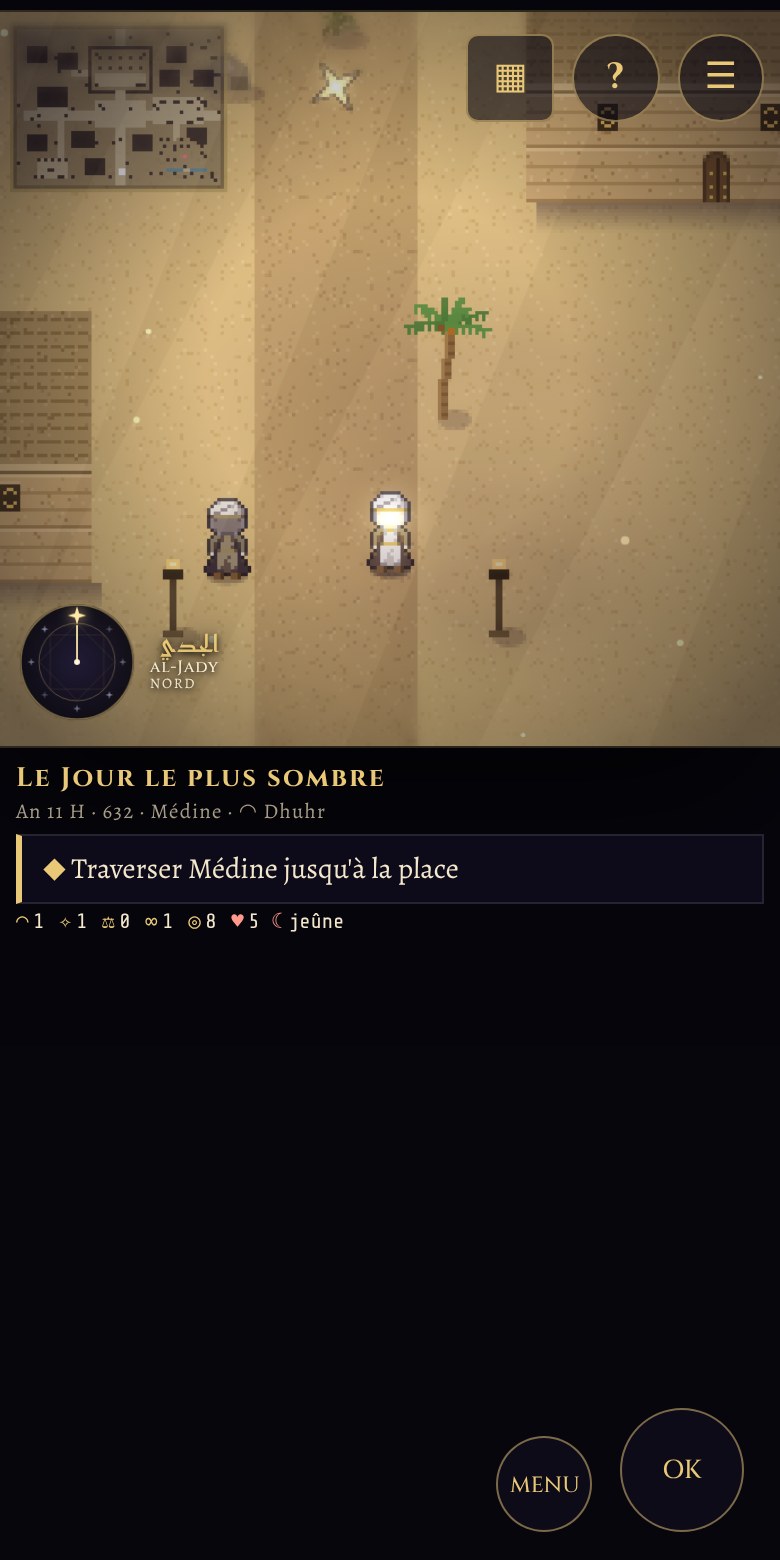 ?
☰
الجدي
AL-JADY
NORD
LE JOUR LE PLUS SOMBRE
An 11 H · 632 · Médine · ◠ Dhuhr
◆ Traverser Médine jusqu'à la place
◠1 ✧1 ⚖0 ∞1 ◎8 ♥5 ☾jeûne
MENU
OK